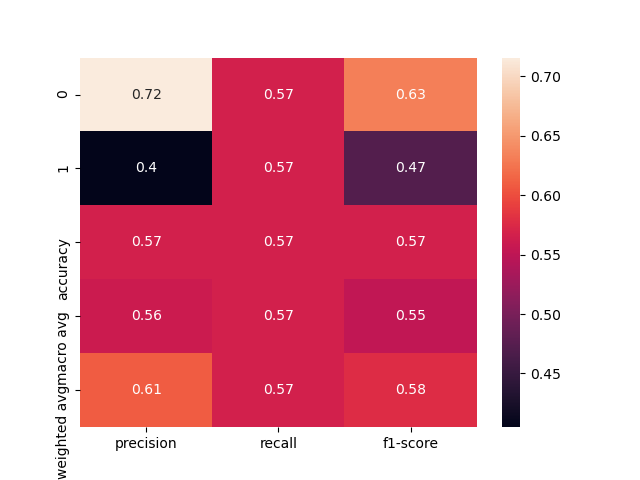 0 0.72 0.57 0.63
1 0.4 0.57 0.47
accuracy 0.57 0.57 0.57
macro avg 0.56 0.57 0.55
weighted avg 0.61 0.57 0.58
precision recall f1-score
0.70
0.65
0.60
0.55
0.50
0.45